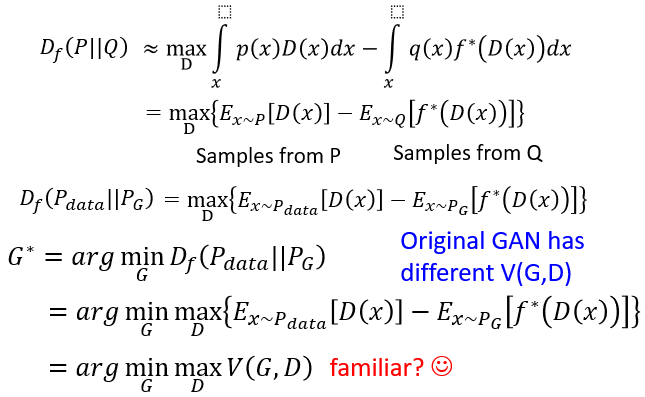 D_f(P||Q) ≈ max_D ∫_x p(x)D(x)dx − ∫_x q(x)f*(D(x))dx
= max_D{E_{x~P}[D(x)] − E_{x~Q}[f*(D(x))]}
Samples from P Samples from Q
D_f(P_data||P_G) = max_D{E_{x~P_data}[D(x)] − E_{x~P_G}[f*(D(x))]}
G* = arg min_G D_f(P_data||P_G)
Original GAN has
different V(G,D)
= arg min_G max_D{E_{x~P_data}[D(x)] − E_{x~P_G}[f*(D(x))]}
= arg min_G max_D V(G, D) familiar? ☺